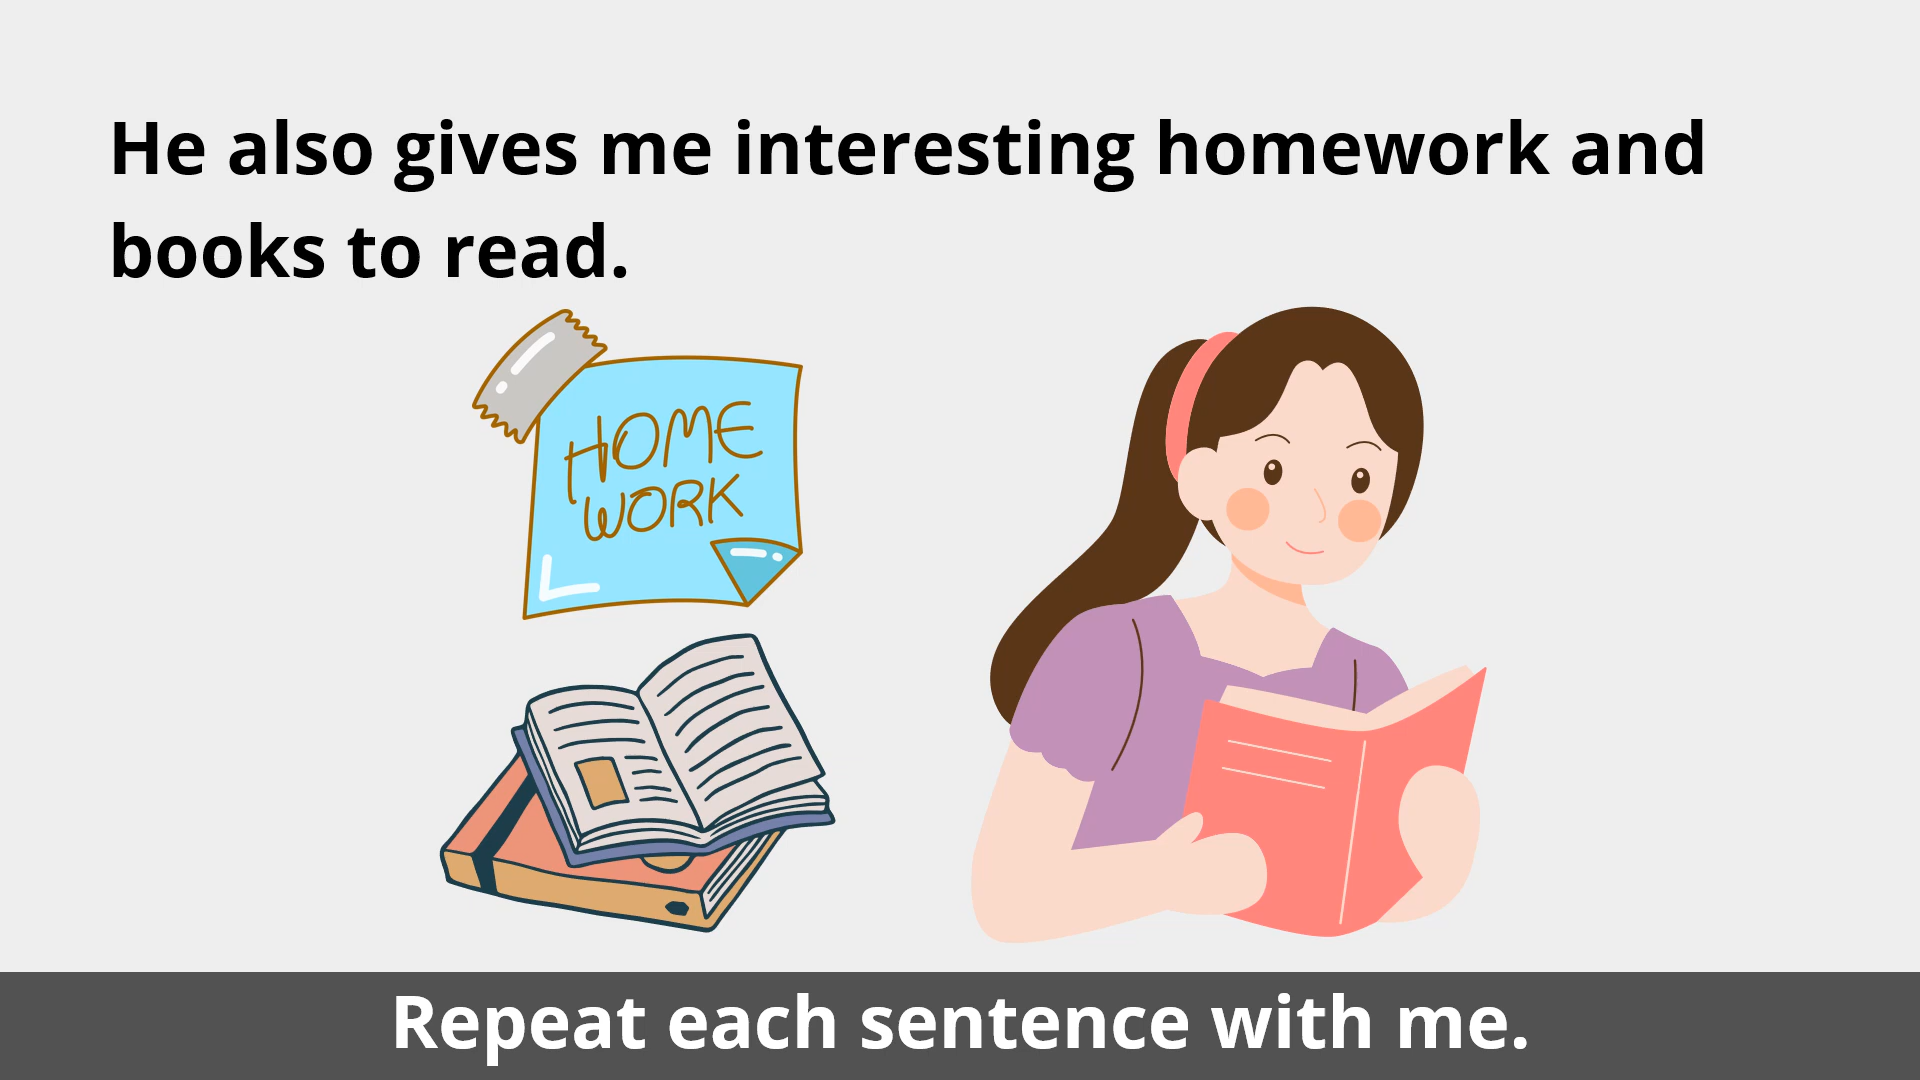 He also gives me interesting homework and
books to read.
HOME
WORK
Repeat each sentence with me.